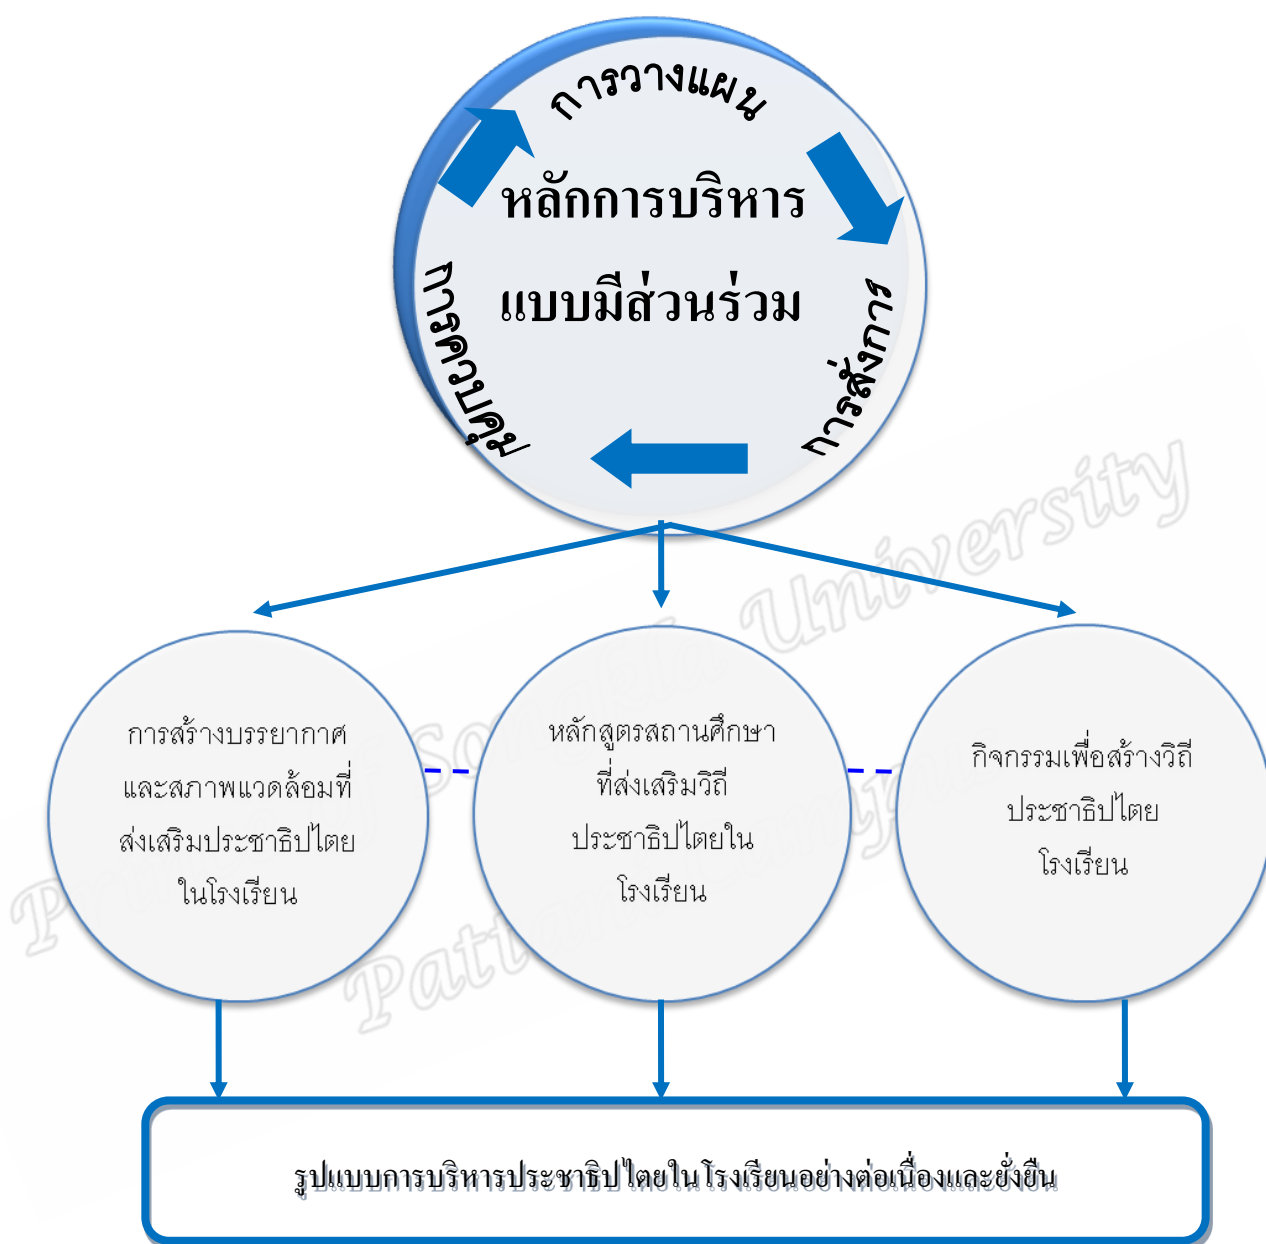 การวางแผน
หลักการบริหาร
แบบมีส่วนร่วม
การสั่งการ
การควบคุม
การสร้างบรรยากาศ
และสภาพแวดล้อมที่
ส่งเสริมประชาธิปไตย
ในโรงเรียน
หลักสูตรสถานศึกษา
ที่ส่งเสริมวิถี
ประชาธิปไตยใน
โรงเรียน
กิจกรรมเพื่อสร้างวิถี
ประชาธิปไตย
โรงเรียน
รูปแบบการบริหารประชาธิปไตยในโรงเรียนอย่างต่อเนื่องและยั่งยืน
Prince of Songkla University
Pattani Campus